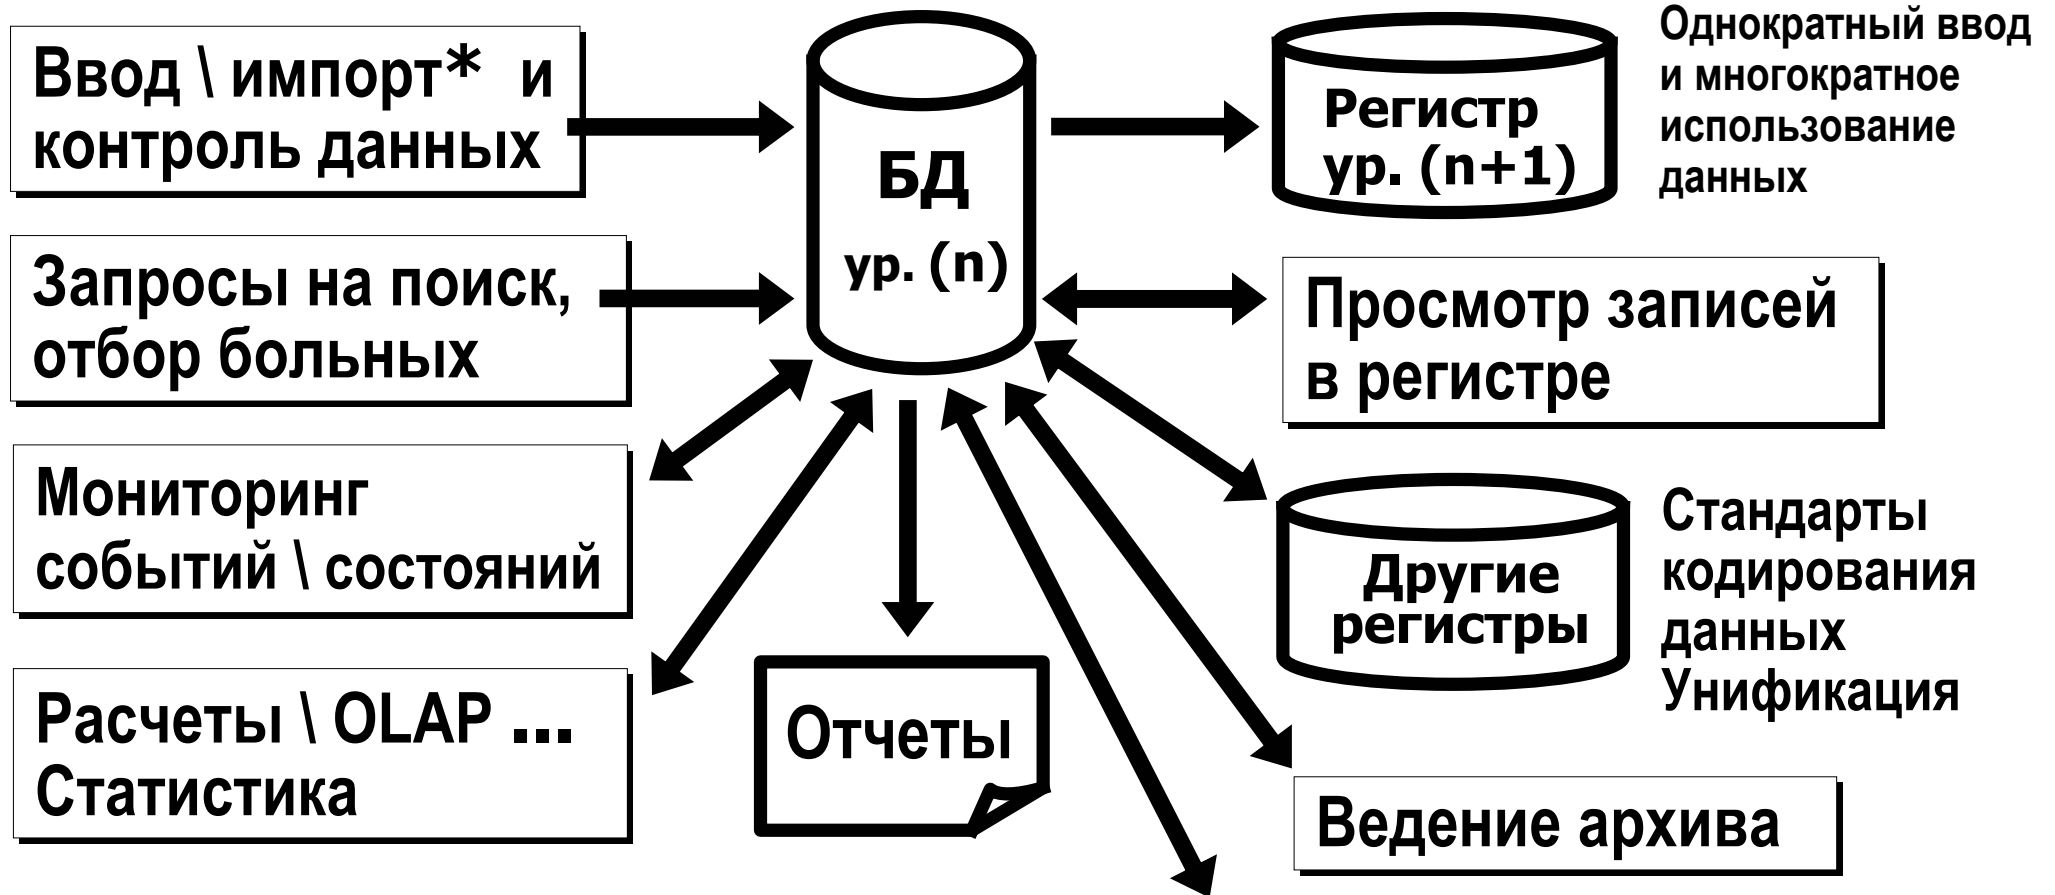 Ввод \ импорт* и
контроль данных
БД
ур. (n)
Регистр
ур. (n+1)
Однократный ввод
и многократное
использование
данных
Запросы на поиск,
отбор больных
Просмотр записей
в регистре
Мониторинг
событий \ состояний
Другие
регистры
Стандарты
кодирования
данных
Унификация
Расчеты \ OLAP ...
Статистика
Отчеты
Ведение архива